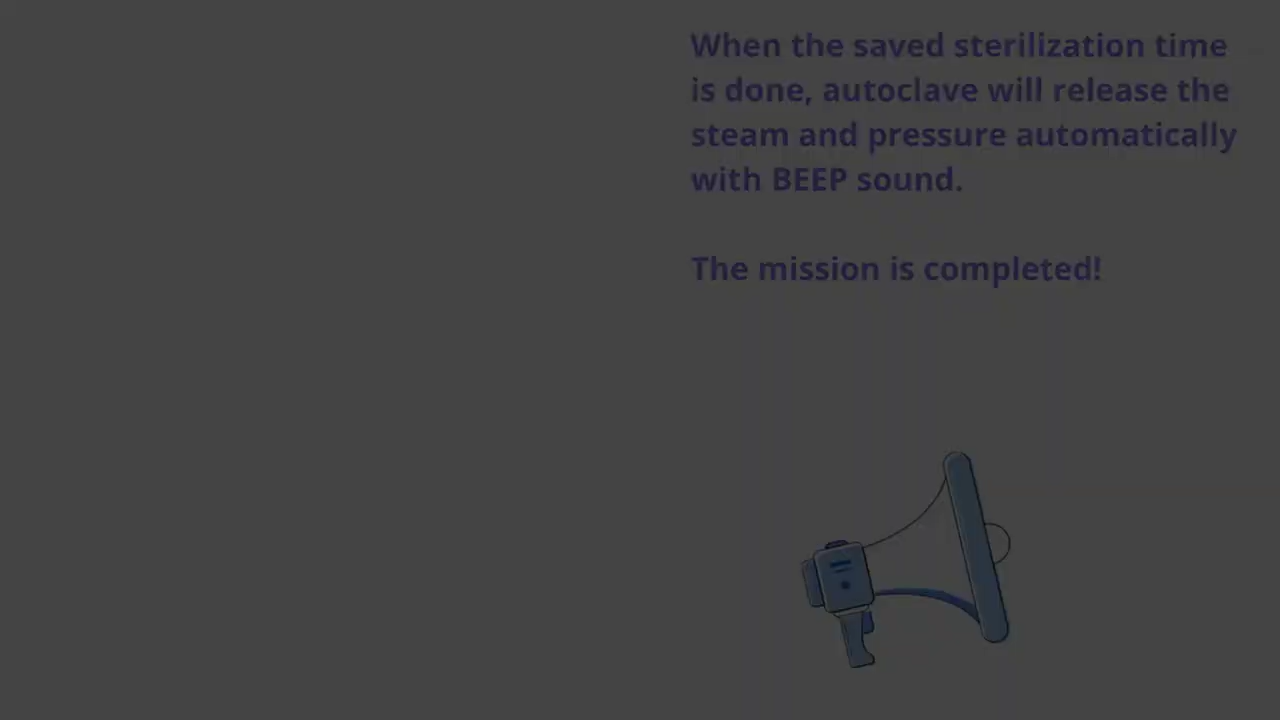 When the saved sterilization time
is done, autoclave will release the
steam and pressure automatically
with BEEP sound.
The mission is completed!